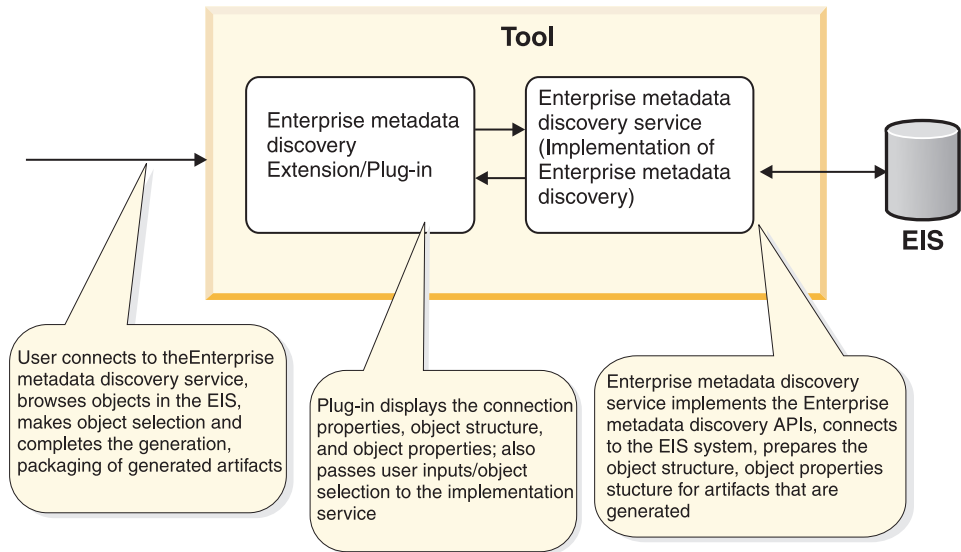 Tool
Enterprise metadata
discovery
Extension/Plug-in
Enterprise metadata
discovery service
(Implementation of
Enterprise metadata
discovery)
EIS
User connects to theEnterprise
metadata discovery service,
browses objects in the EIS,
makes object selection and
completes the generation,
packaging of generated artifacts
Plug-in displays the connection
properties, object structure,
and object properties; also
passes user inputs/object
selection to the implementation
service
Enterprise metadata discovery
service implements the Enterprise
metadata discovery APIs, connects
to the EIS system, prepares the
object structure, object properties
stucture for artifacts that are
generated